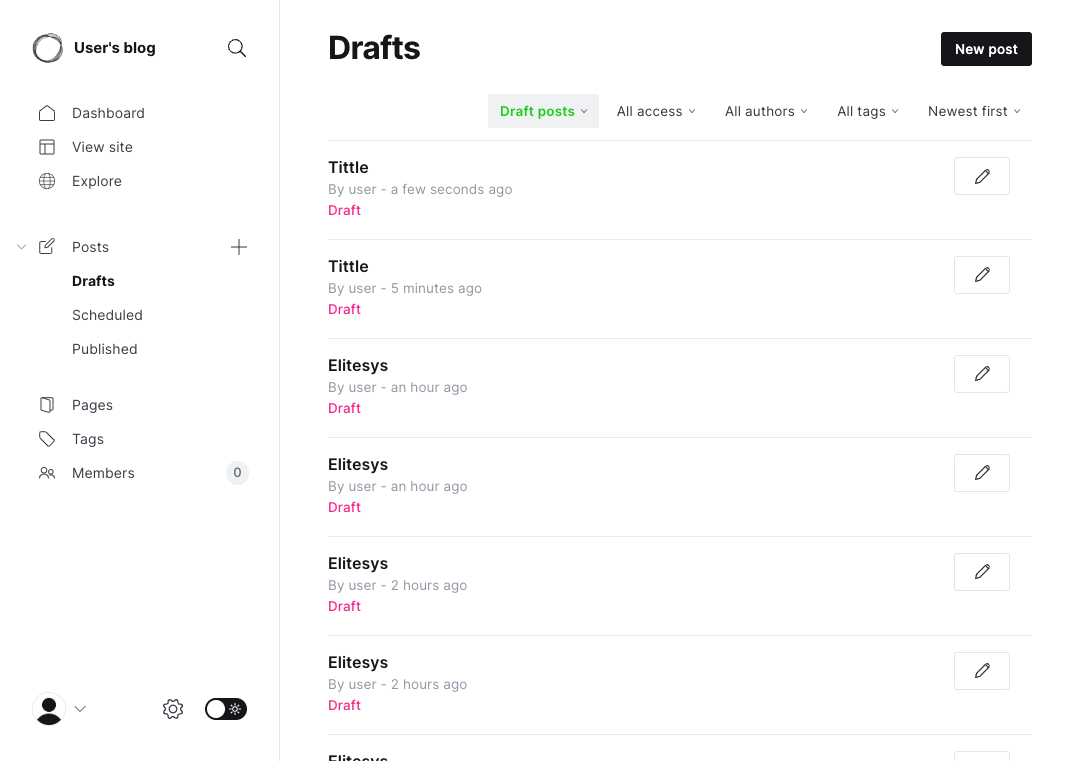 User's blog
Dashboard
View site
Explore
Posts
Drafts
Scheduled
Published
Pages
Tags
Members 0
Drafts
New post
Draft posts All access All authors All tags Newest first
Tittle
By user - a few seconds ago
Draft
Tittle
By user - 5 minutes ago
Draft
Elitesys
By user - an hour ago
Draft
Elitesys
By user - an hour ago
Draft
Elitesys
By user - 2 hours ago
Draft
Elitesys
By user - 2 hours ago
Draft
Elitesys